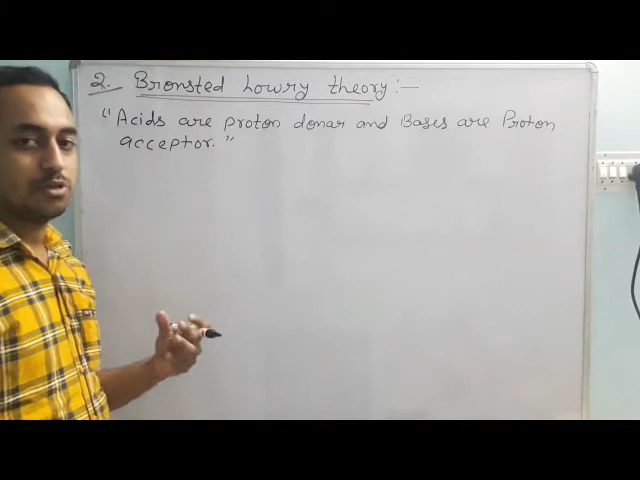 2. Bronsted Lowry theory :-
"Acids are proton donar and Bases are Proton
acceptor."